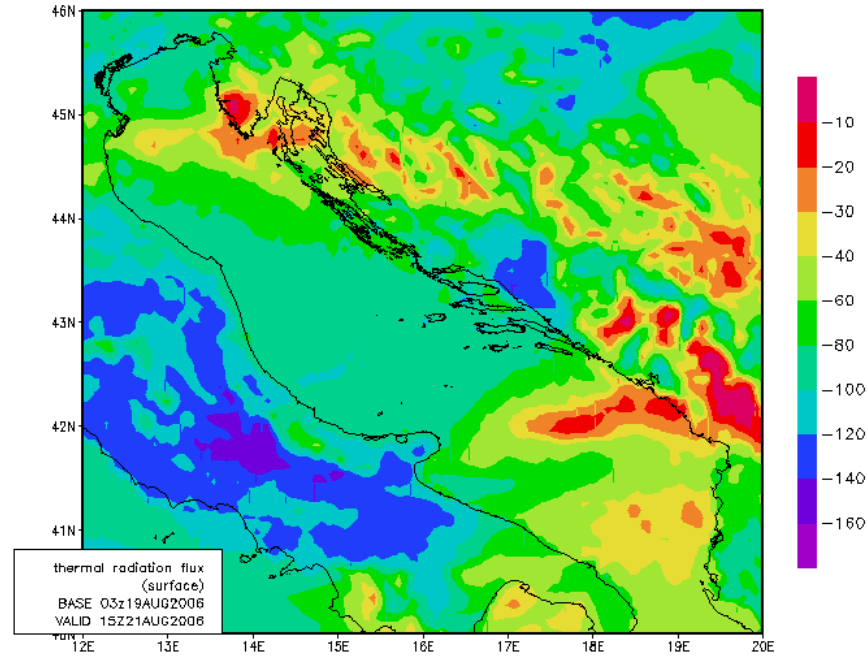 46N
45N
44N
43N
42N
41N
12E 13E 14E 15E 16E 17E 18E 19E 20E
-10
-20
-30
-40
-60
-80
-100
-120
-140
-160
thermal radiation flux
(surface)
BASE 03z19AUG2006
VALID 15Z21AUG2006